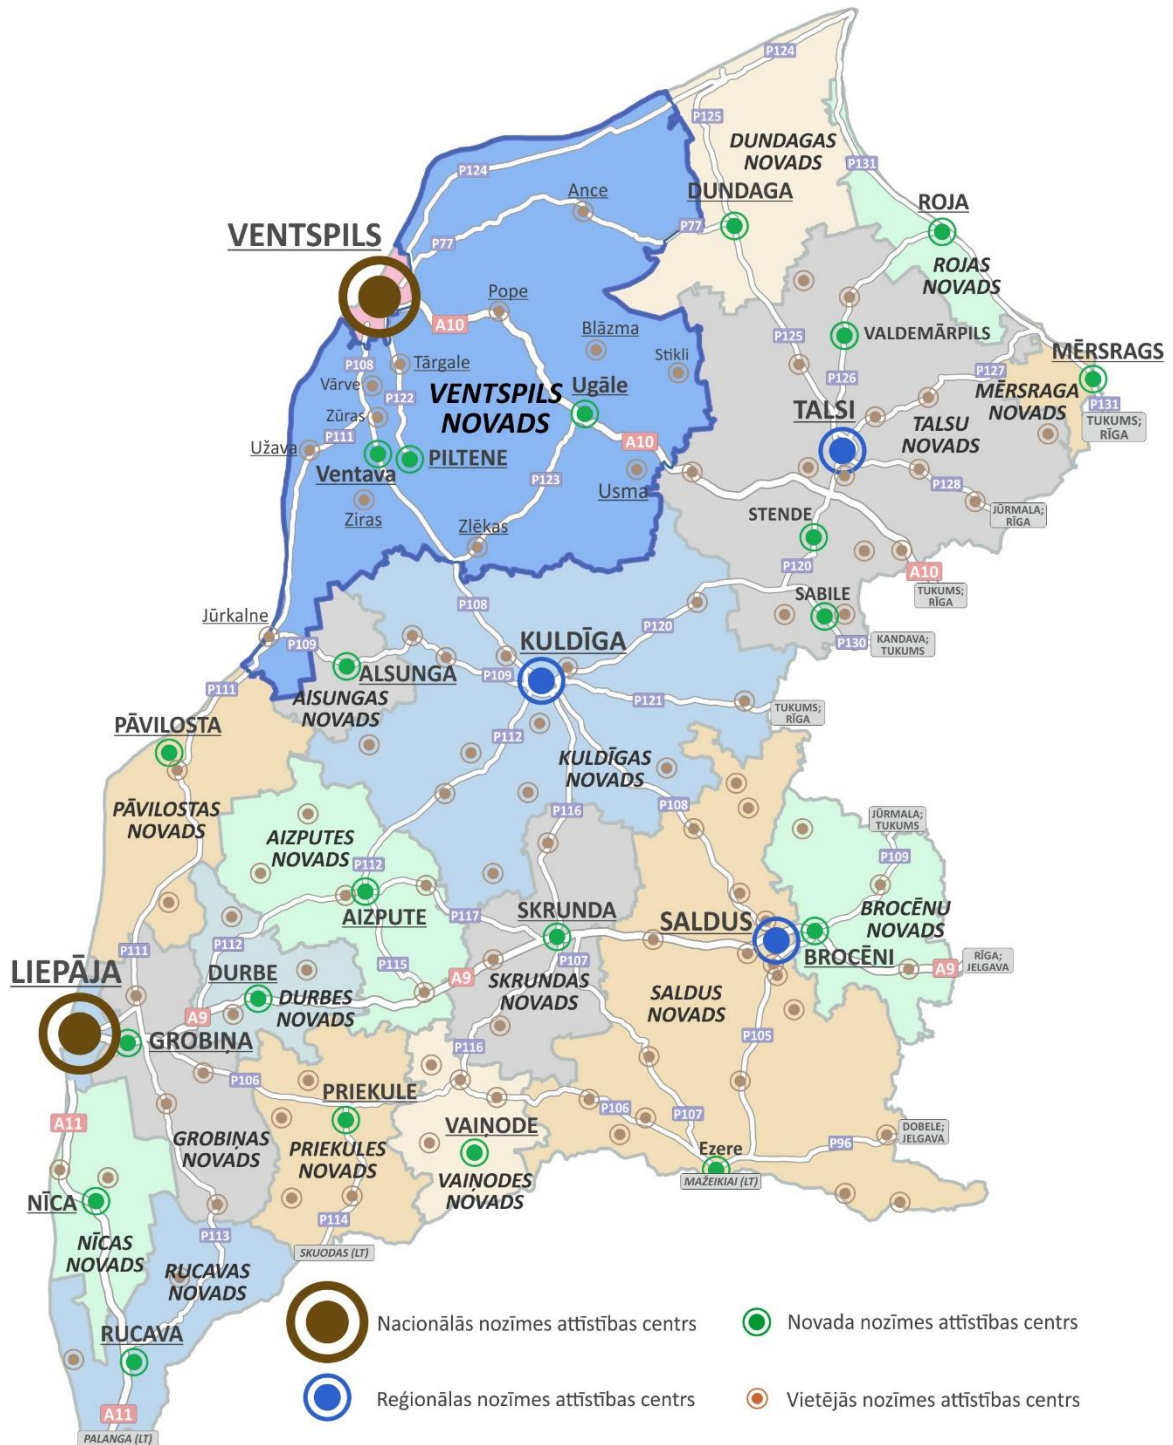 P124
P125
DUNDAGAS
NOVADS
P131
P124
Ance
DUNDAGA
ROJA
VENTSPILS
P77
P77
ROJAS
NOVADS
Pope
A10
Blāzma
P125
VALDEMĀRPILS
P108
Tārgale
Stikli
MĒRSRAGS
Vārve
P122
VENTSPILS
NOVADS
Ugāle
P126
P127
MĒRSRAGA
NOVADS
P131
TUKUMS;
RĪGA
Zūras
TALSI
TALSU
NOVADS
P111
A10
Užava
Ventava
PILTENE
P123
Usma
P128
Ziras
JŪRMALA;
RĪGA
STENDE
Zlēkas
P120
A10
TUKUMS;
RĪGA
P108
SABILE
Jūrkalne
P120
P130
KANDAVA;
TUKUMS
P109
KULDĪGA
ALSUNGA
P109
AlSUNGAS
NOVADS
P111
P121
TUKUMS;
RĪGA
PĀVILOSTA
P112
KULDĪGAS
NOVADS
PĀVILOSTAS
NOVADS
P108
P116
JŪRMALA;
TUKUMS
AIZPUTES
NOVADS
P109
P112
AIZPUTE
P117
SKRUNDA
SALDUS
BROCĒNU
NOVADS
P112
P111
BROCĒNI
LIEPĀJA
DURBE
P115
A9
P107
A9
RĪGA;
JELGAVA
DURBES
NOVADS
SKRUNDAS
NOVADS
SALDUS
NOVADS
A9
GROBIŅA
P105
P116
P106
PRIEKULE
P106
P107
A11
VAIŅODE
DOBELE;
JELGAVA
GROBIŅAS
NOVADS
PRIEKULES
NOVADS
Ezere
P96
MAŽEIKIAI (LT)
VAIŅODES
NOVADS
NĪCA
P114
P113
NĪCAS
NOVADS
SKUODAS (LT)
RUCAVAS
NOVADS
RUCAVA
Nacionālās nozīmes attīstības centrs
Novada nozīmes attīstības centrs
Reģionālas nozīmes attīstības centrs
Vietējās nozīmes attīstības centrs
A11
PALANGA (LT)